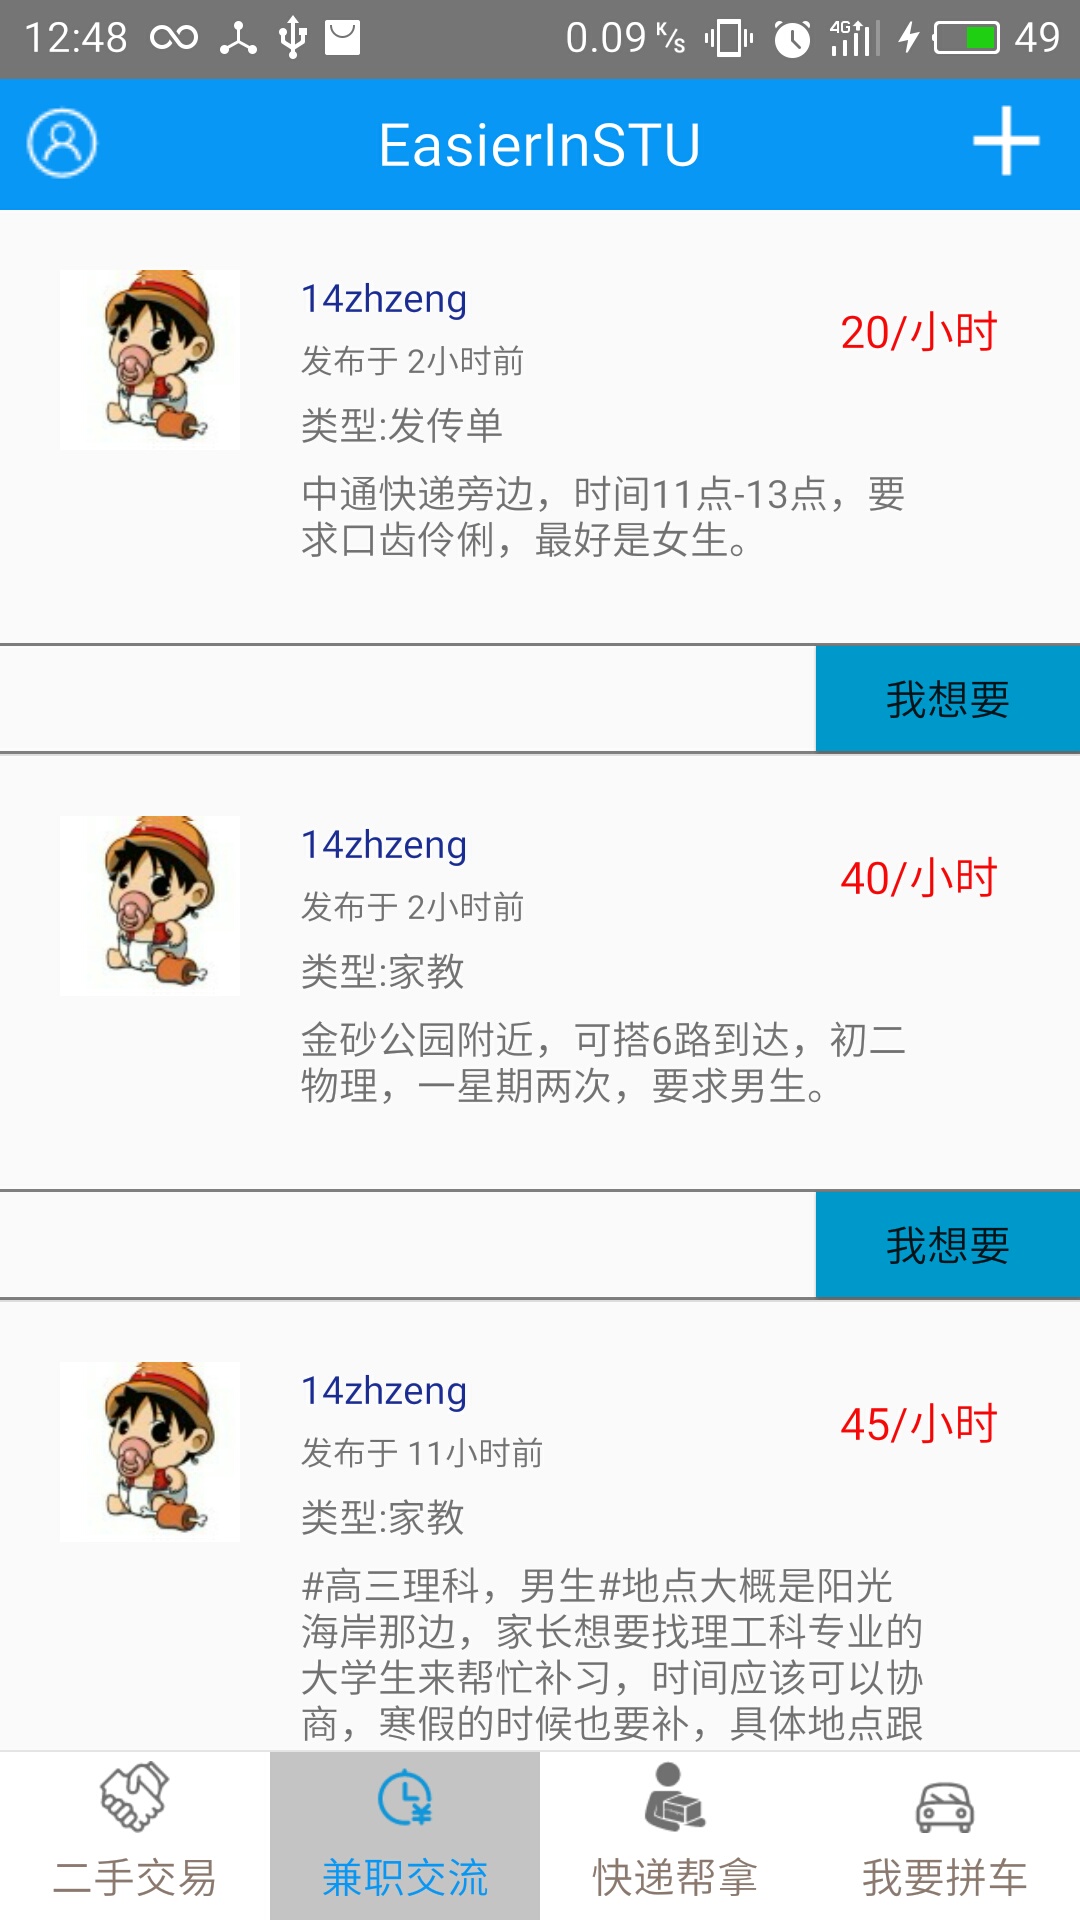 12:48 0.09 K/s 4G 49
EasierInSTU
14zhzeng
20/小时
发布于 2小时前
类型:发传单
中通快递旁边，时间11点-13点，要
求口齿伶俐，最好是女生。
我想要
14zhzeng
40/小时
发布于 2小时前
类型:家教
金砂公园附近，可搭6路到达，初二
物理，一星期两次，要求男生。
我想要
14zhzeng
45/小时
发布于 11小时前
类型:家教
#高三理科，男生#地点大概是阳光
海岸那边，家长想要找理工科专业的
大学生来帮忙补习，时间应该可以协
商，寒假的时候也要补，具体地点跟
二手交易 兼职交流 快递帮拿 我要拼车